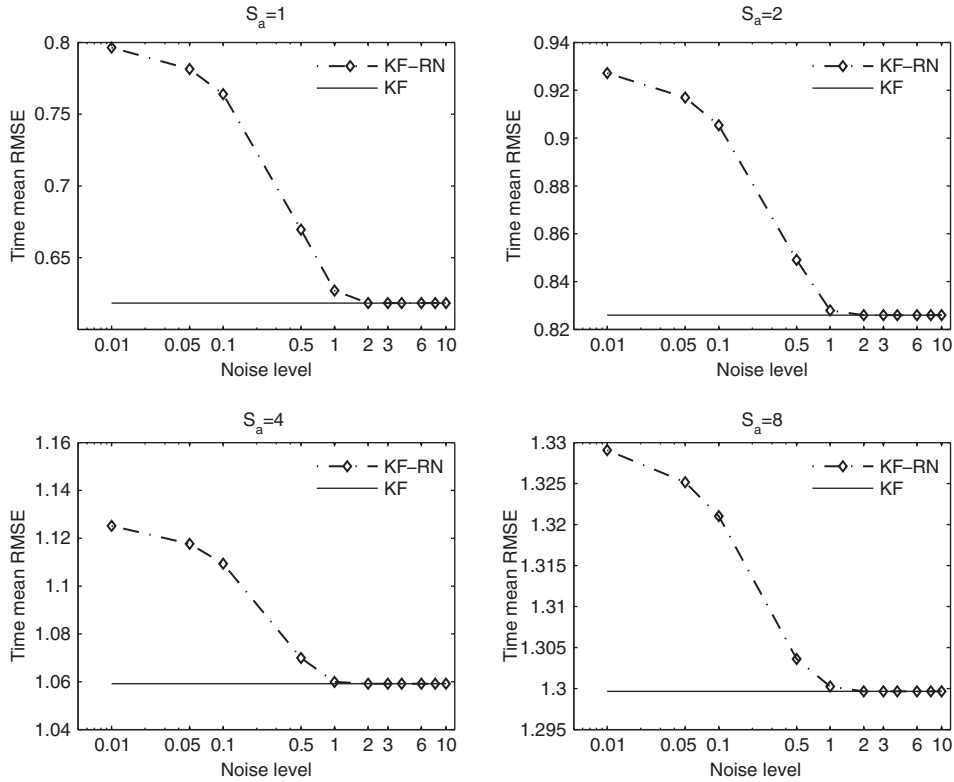 S_a=1
0.8
0.75
0.7
0.65
Time mean RMSE
KF−RN
KF
0.01 0.05 0.1 0.5 1 2 3 6 10
Noise level
S_a=2
0.94
0.92
0.9
0.88
0.86
0.84
0.82
Time mean RMSE
KF−RN
KF
0.01 0.05 0.1 0.5 1 2 3 6 10
Noise level
S_a=4
1.16
1.14
1.12
1.1
1.08
1.06
1.04
Time mean RMSE
KF−RN
KF
0.01 0.05 0.1 0.5 1 2 3 6 10
Noise level
S_a=8
1.33
1.325
1.32
1.315
1.31
1.305
1.3
1.295
Time mean RMSE
KF−RN
KF
0.01 0.05 0.1 0.5 1 2 3 6 10
Noise level